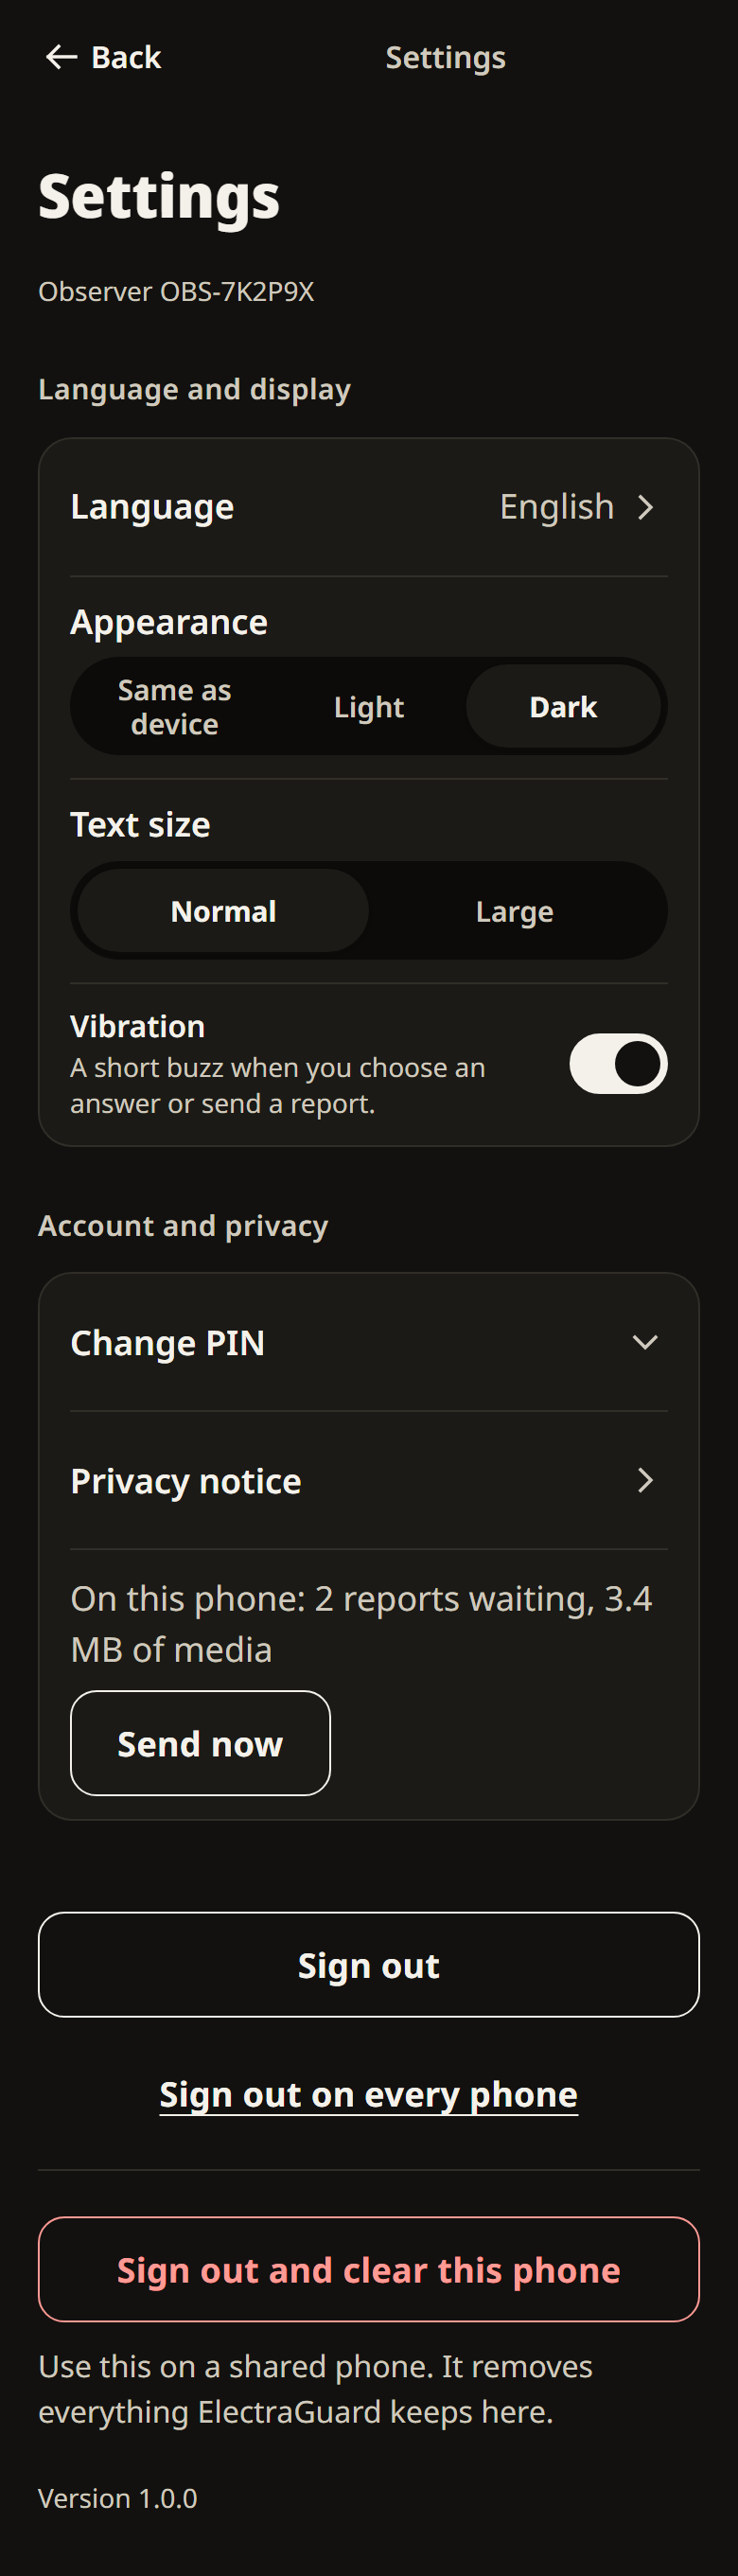 Back
Settings
Settings
Observer OBS-7K2P9X
Language and display
Language
English
Appearance
Same as
device
Light
Dark
Text size
Normal
Large
Vibration
A short buzz when you choose an
answer or send a report.
Account and privacy
Change PIN
Privacy notice
On this phone: 2 reports waiting, 3.4
MB of media
Send now
Sign out
Sign out on every phone
Sign out and clear this phone
Use this on a shared phone. It removes
everything ElectraGuard keeps here.
Version 1.0.0